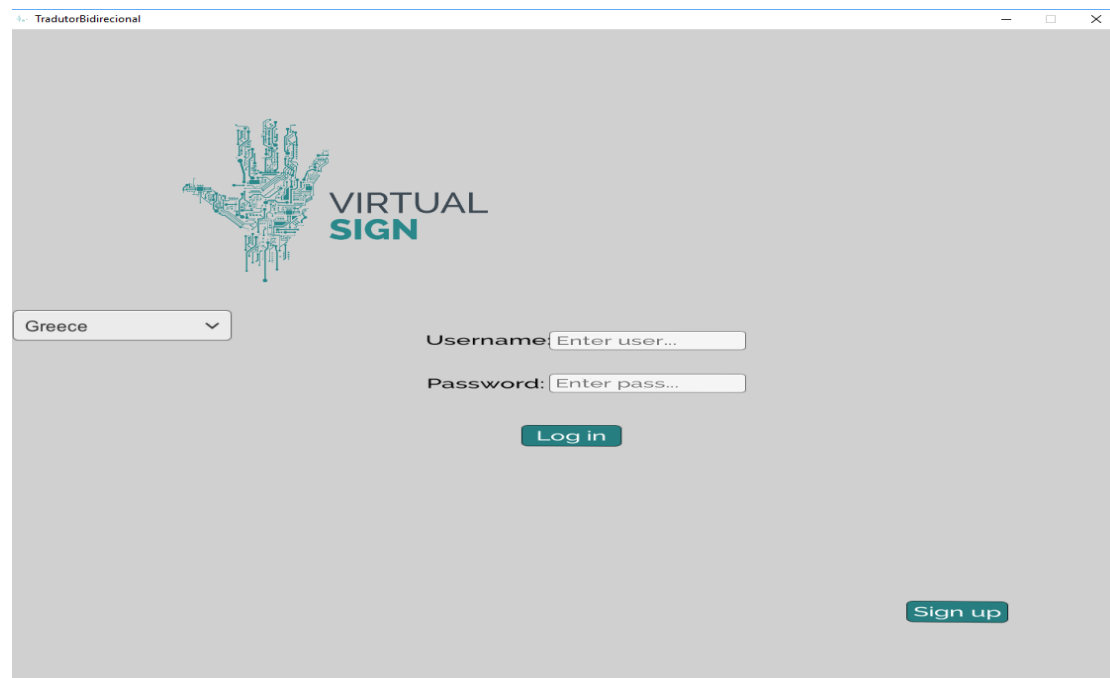 TradutorBidirecional
VIRTUAL
SIGN
Greece
Username: Enter user...
Password: Enter pass...
Log in
Sign up